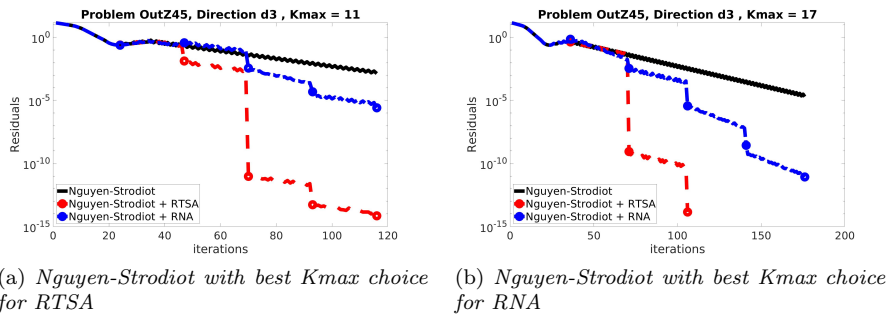 Problem OutZ45, Direction d3 , Kmax = 11
Residuals
10^0
10^-5
10^-10
10^-15
Nguyen-Strodiot
Nguyen-Strodiot + RTSA
Nguyen-Strodiot + RNA
0 20 40 60 80 100 120
iterations
(a) Nguyen-Strodiot with best Kmax choice
for RTSA
Problem OutZ45, Direction d3 , Kmax = 17
Residuals
10^0
10^-5
10^-10
10^-15
Nguyen-Strodiot
Nguyen-Strodiot + RTSA
Nguyen-Strodiot + RNA
0 50 100 150 200
iterations
(b) Nguyen-Strodiot with best Kmax choice
for RNA